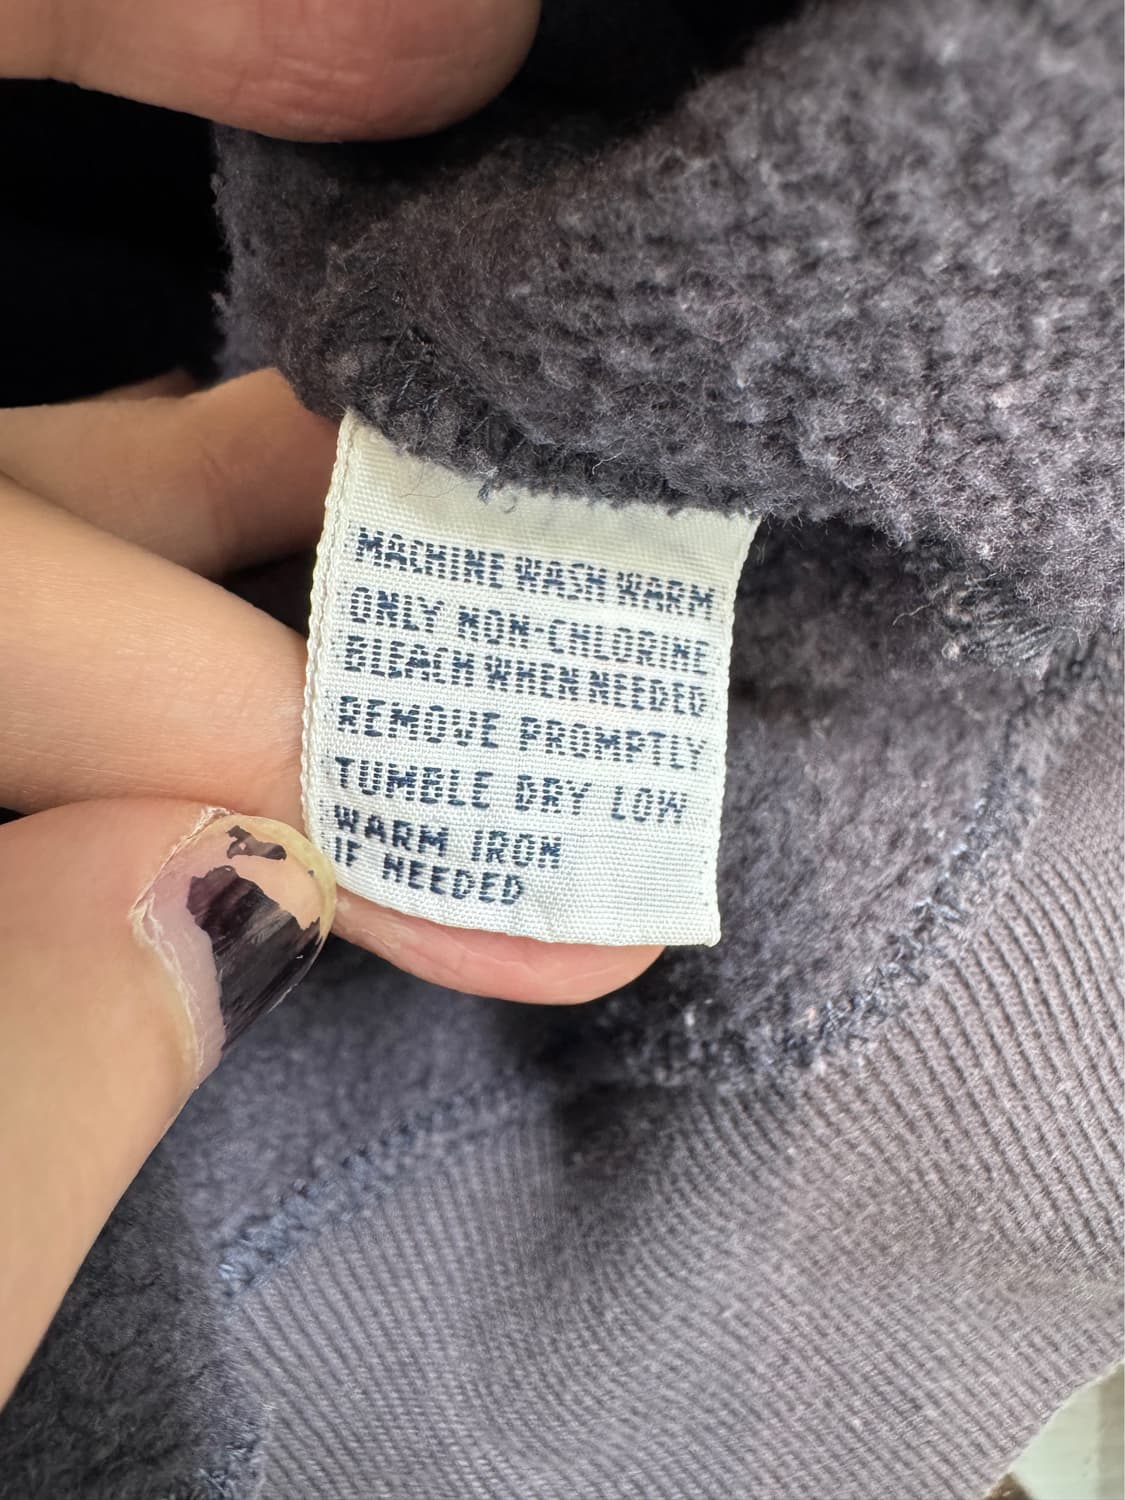 MACHINE WASH WARM
ONLY NON-CHLORINE
BLEACH WHEN NEEDED
REMOVE PROMPTLY
TUMBLE DRY LOW
WARM IRON
IF NEEDED